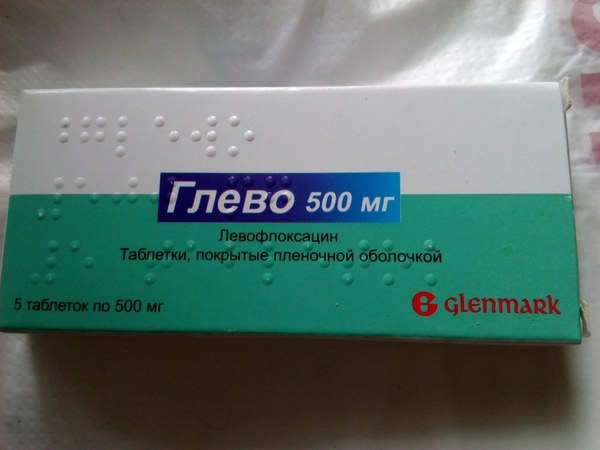 Глево 500 мг
Левофлоксацин
Таблетки, покрытые пленочной оболочкой
5 таблеток по 500 мг
Glenmark